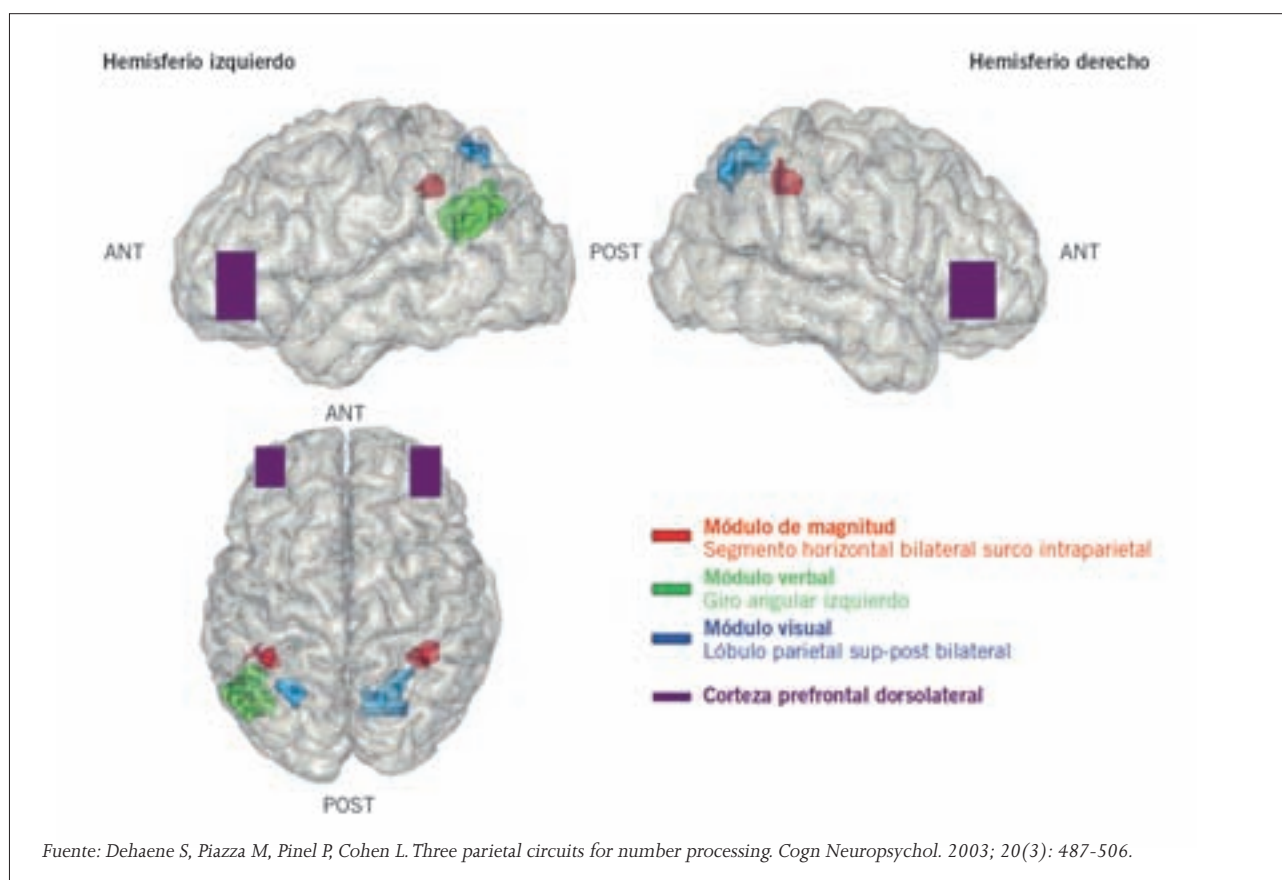 Hemisferio izquierdo
Hemisferio derecho
ANT
POST
ANT
ANT
Módulo de magnitud
Segmento horizontal bilateral surco intraparietal
Módulo verbal
Giro angular izquierdo
Módulo visual
Lóbulo parietal sup-post bilateral
Corteza prefrontal dorsolateral
POST
Fuente: Dehaene S, Piazza M, Pinel P, Cohen L. Three parietal circuits for number processing. Cogn Neuropsychol. 2003; 20(3): 487-506.